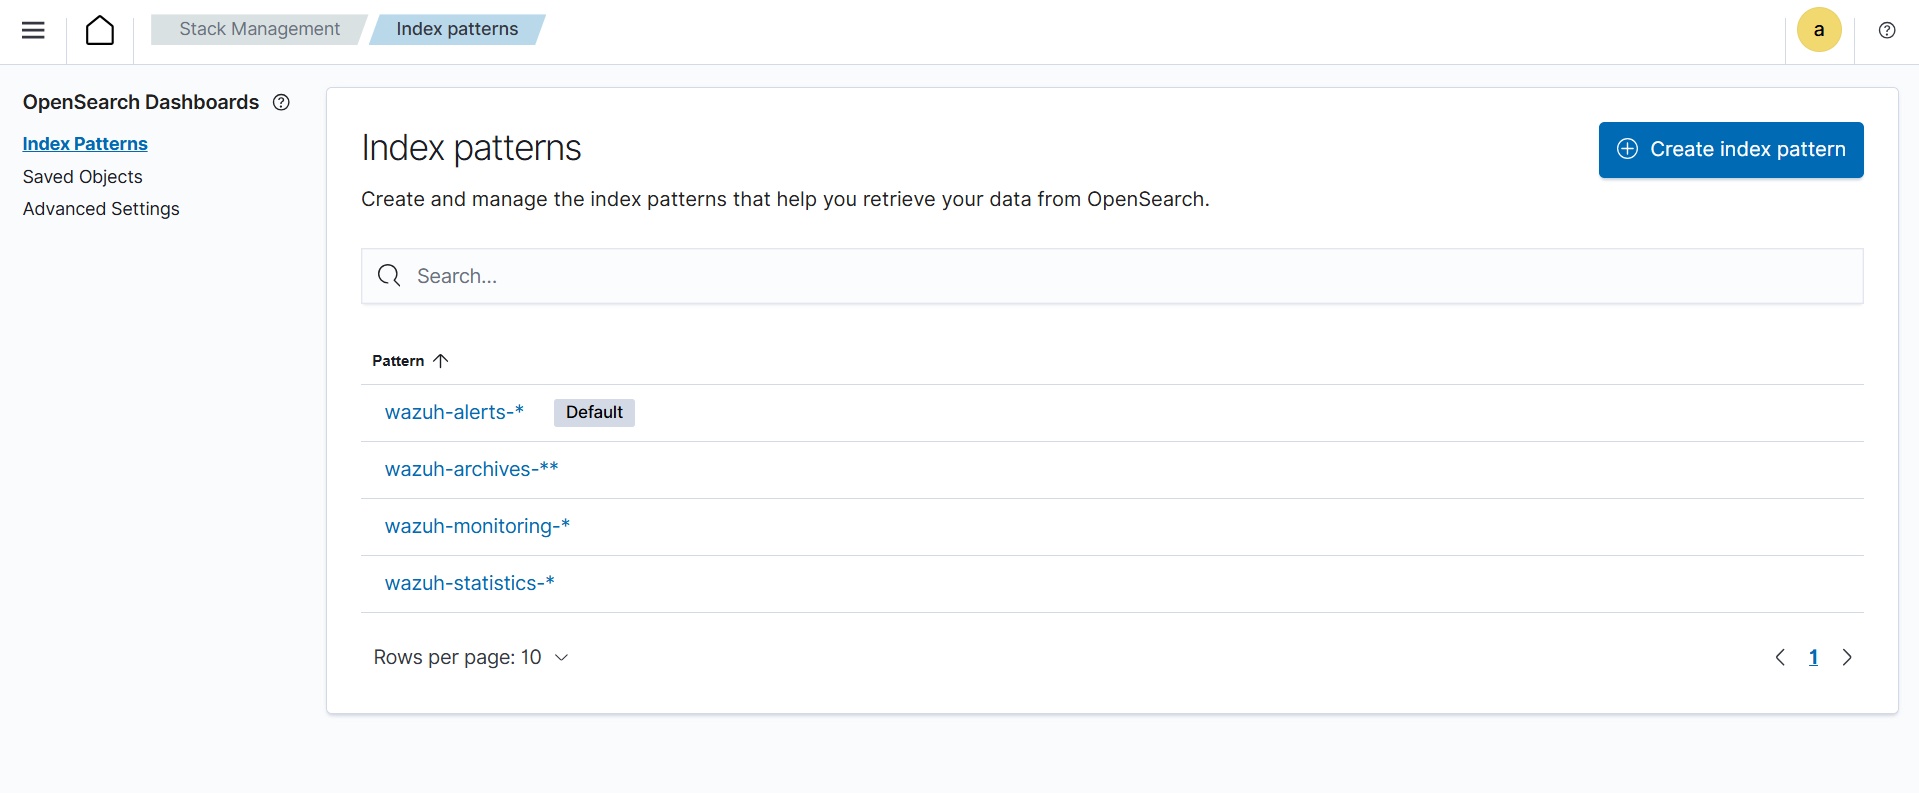 Stack Management
Index patterns
a
OpenSearch Dashboards
Index Patterns
Saved Objects
Advanced Settings
Index patterns
Create index pattern
Create and manage the index patterns that help you retrieve your data from OpenSearch.
Search...
Pattern
wazuh-alerts-* Default
wazuh-archives-**
wazuh-monitoring-*
wazuh-statistics-*
Rows per page: 10
1